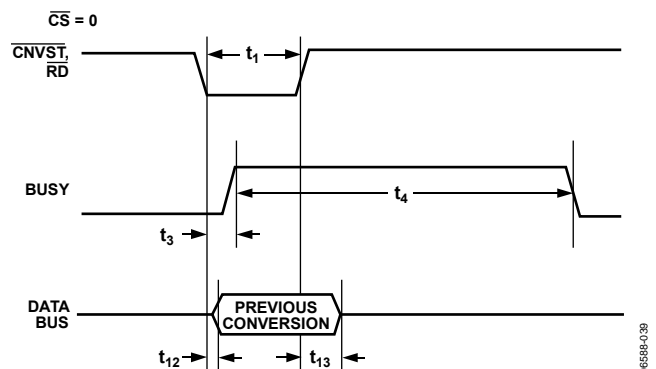 CS = 0
CNVST,
RD
t1
BUSY
t4
t3
DATA
BUS
PREVIOUS
CONVERSION
t12
t13
6588-039